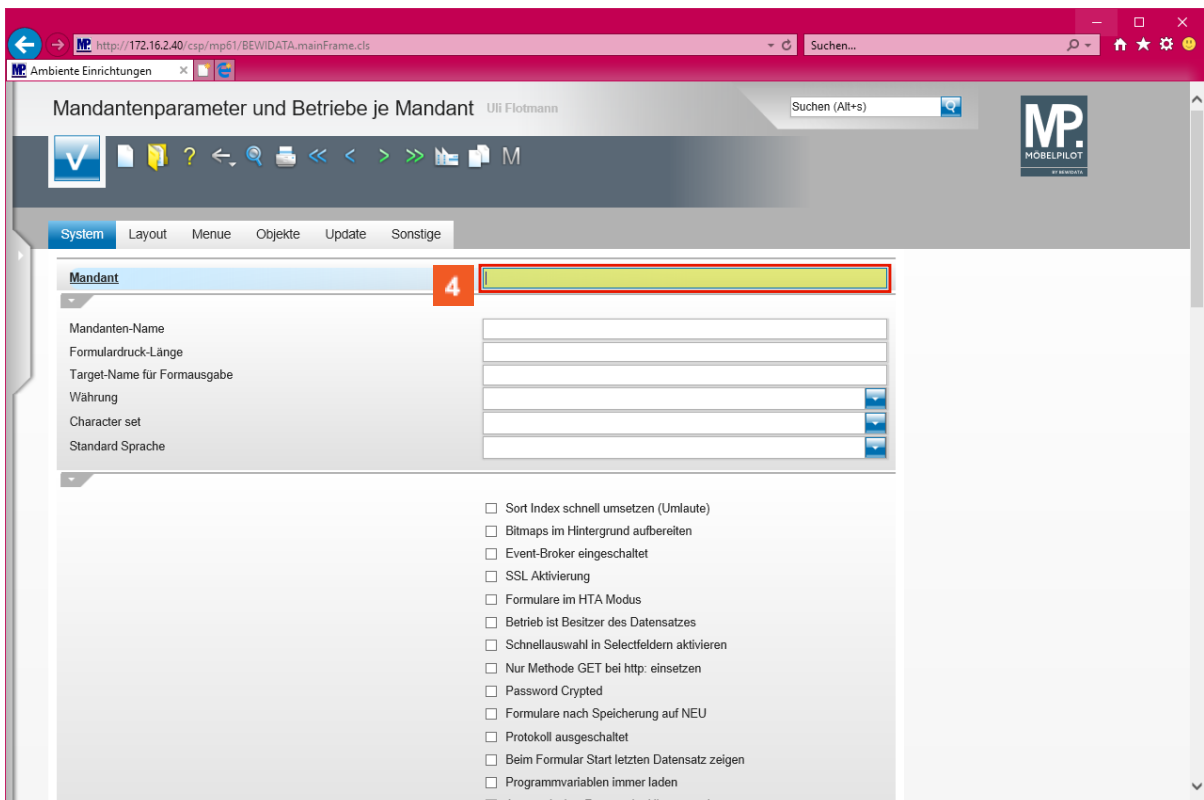 http://172.16.2.40/csp/mp61/BEWIDATA.mainFrame.cls
Suchen...
MP. Ambiente Einrichtungen
Mandantenparameter und Betriebe je Mandant Uli Flotmann
Suchen (Alt+s)
MP.
MÖBELPILOT
BY BEWIDATA
? M
System Layout Menue Objekte Update Sonstige
Mandant
4
Mandanten-Name
Formulardruck-Länge
Target-Name für Formausgabe
Währung
Character set
Standard Sprache
Sort Index schnell umsetzen (Umlaute)
Bitmaps im Hintergrund aufbereiten
Event-Broker eingeschaltet
SSL Aktivierung
Formulare im HTA Modus
Betrieb ist Besitzer des Datensatzes
Schnellauswahl in Selectfeldern aktivieren
Nur Methode GET bei http: einsetzen
Password Crypted
Formulare nach Speicherung auf NEU
Protokoll ausgeschaltet
Beim Formular Start letzten Datensatz zeigen
Programmvariablen immer laden